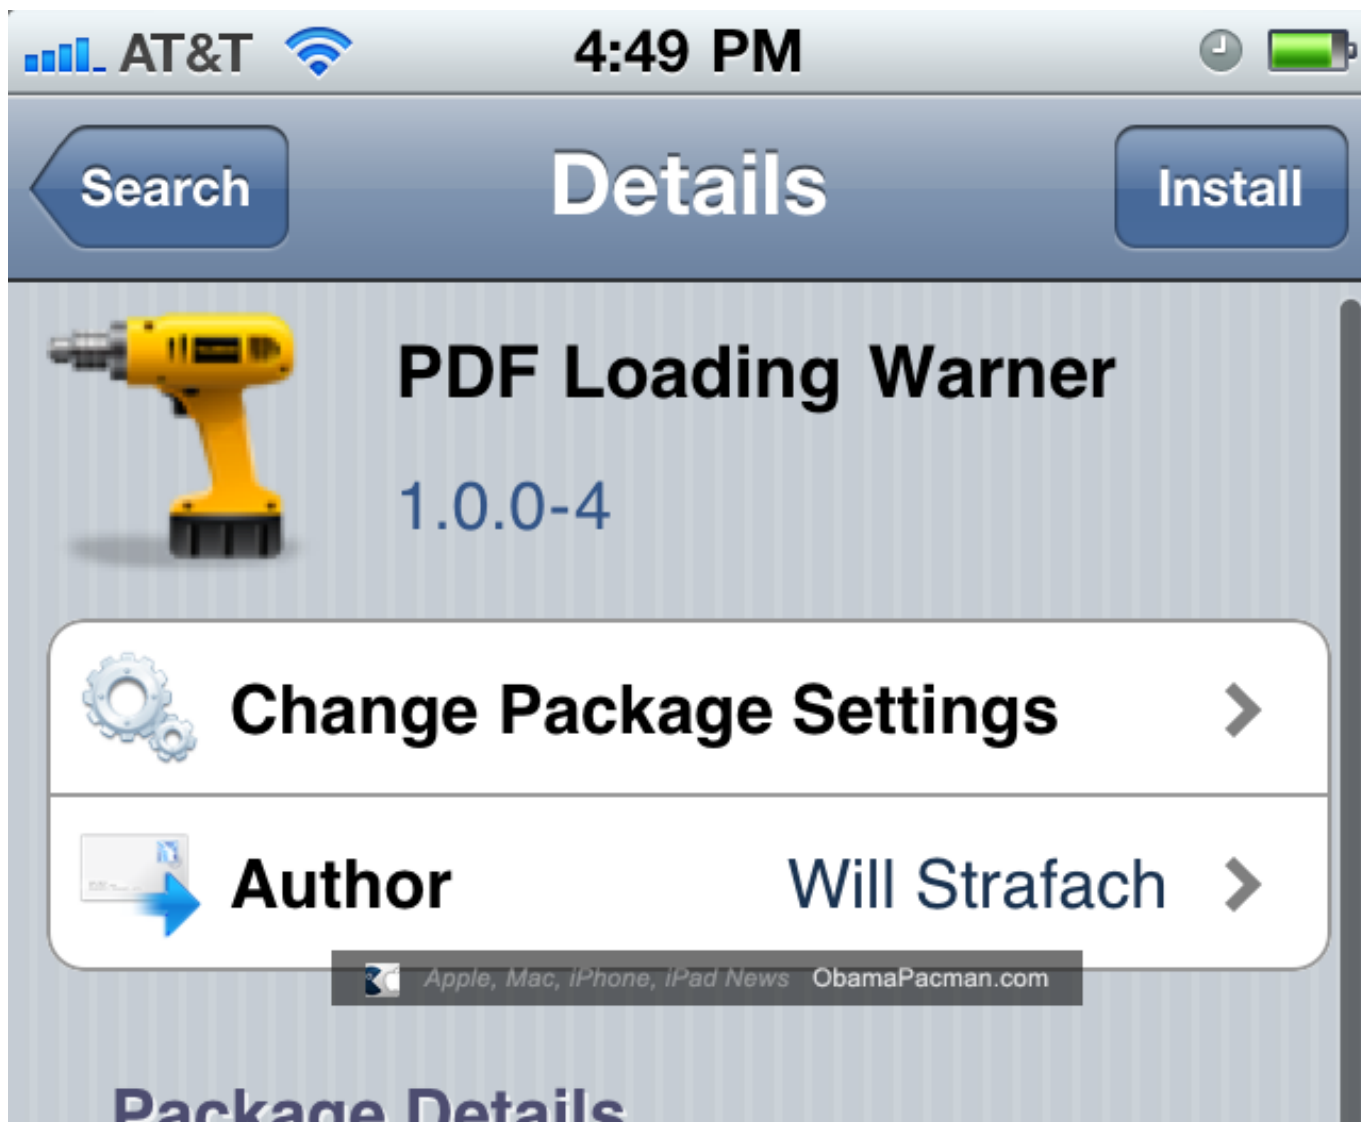 AT&T 4:49 PM
Search Details Install
PDF Loading Warner
1.0.0-4
Change Package Settings
Author Will Strafach
Apple, Mac, iPhone, iPad News ObamaPacman.com
Package Details